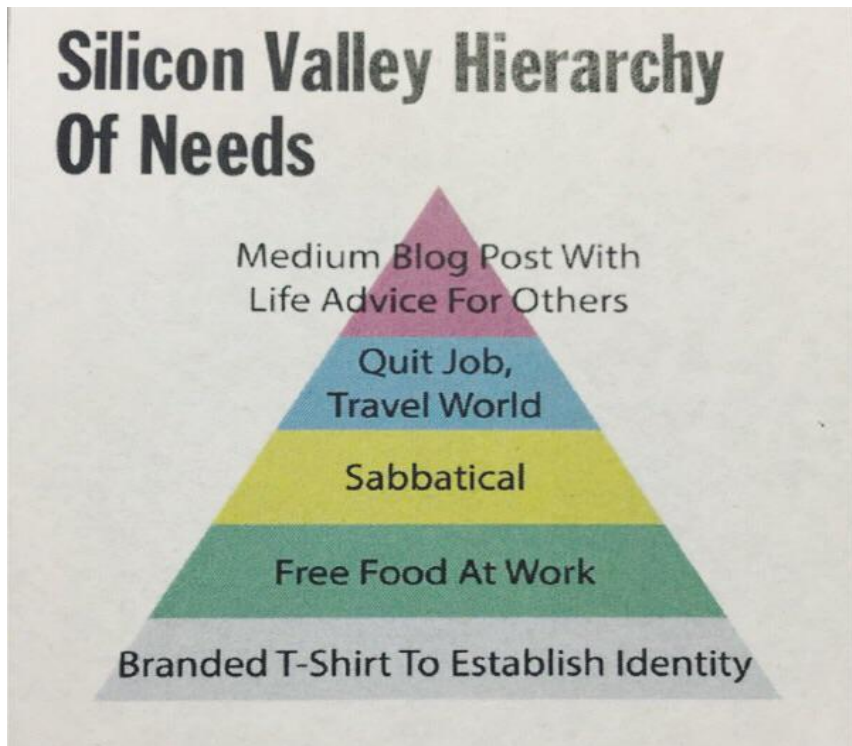 Silicon Valley Hierarchy
Of Needs
Medium Blog Post With
Life Advice For Others
Quit Job,
Travel World
Sabbatical
Free Food At Work
Branded T-Shirt To Establish Identity